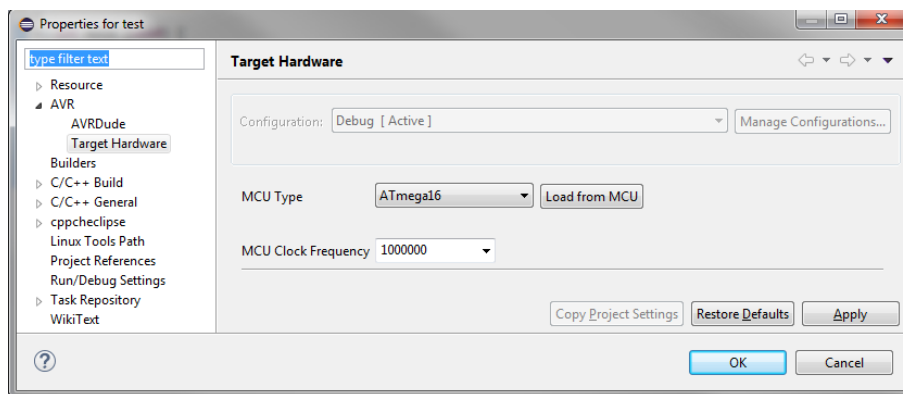 Properties for test
type filter text
Resource
AVR
AVRDude
Target Hardware
Builders
C/C++ Build
C/C++ General
cppcheclipse
Linux Tools Path
Project References
Run/Debug Settings
Task Repository
WikiText
Target Hardware
Configuration: Debug [ Active ] Manage Configurations...
MCU Type ATmega16 Load from MCU
MCU Clock Frequency 1000000
Copy Project Settings Restore Defaults Apply
? OK Cancel